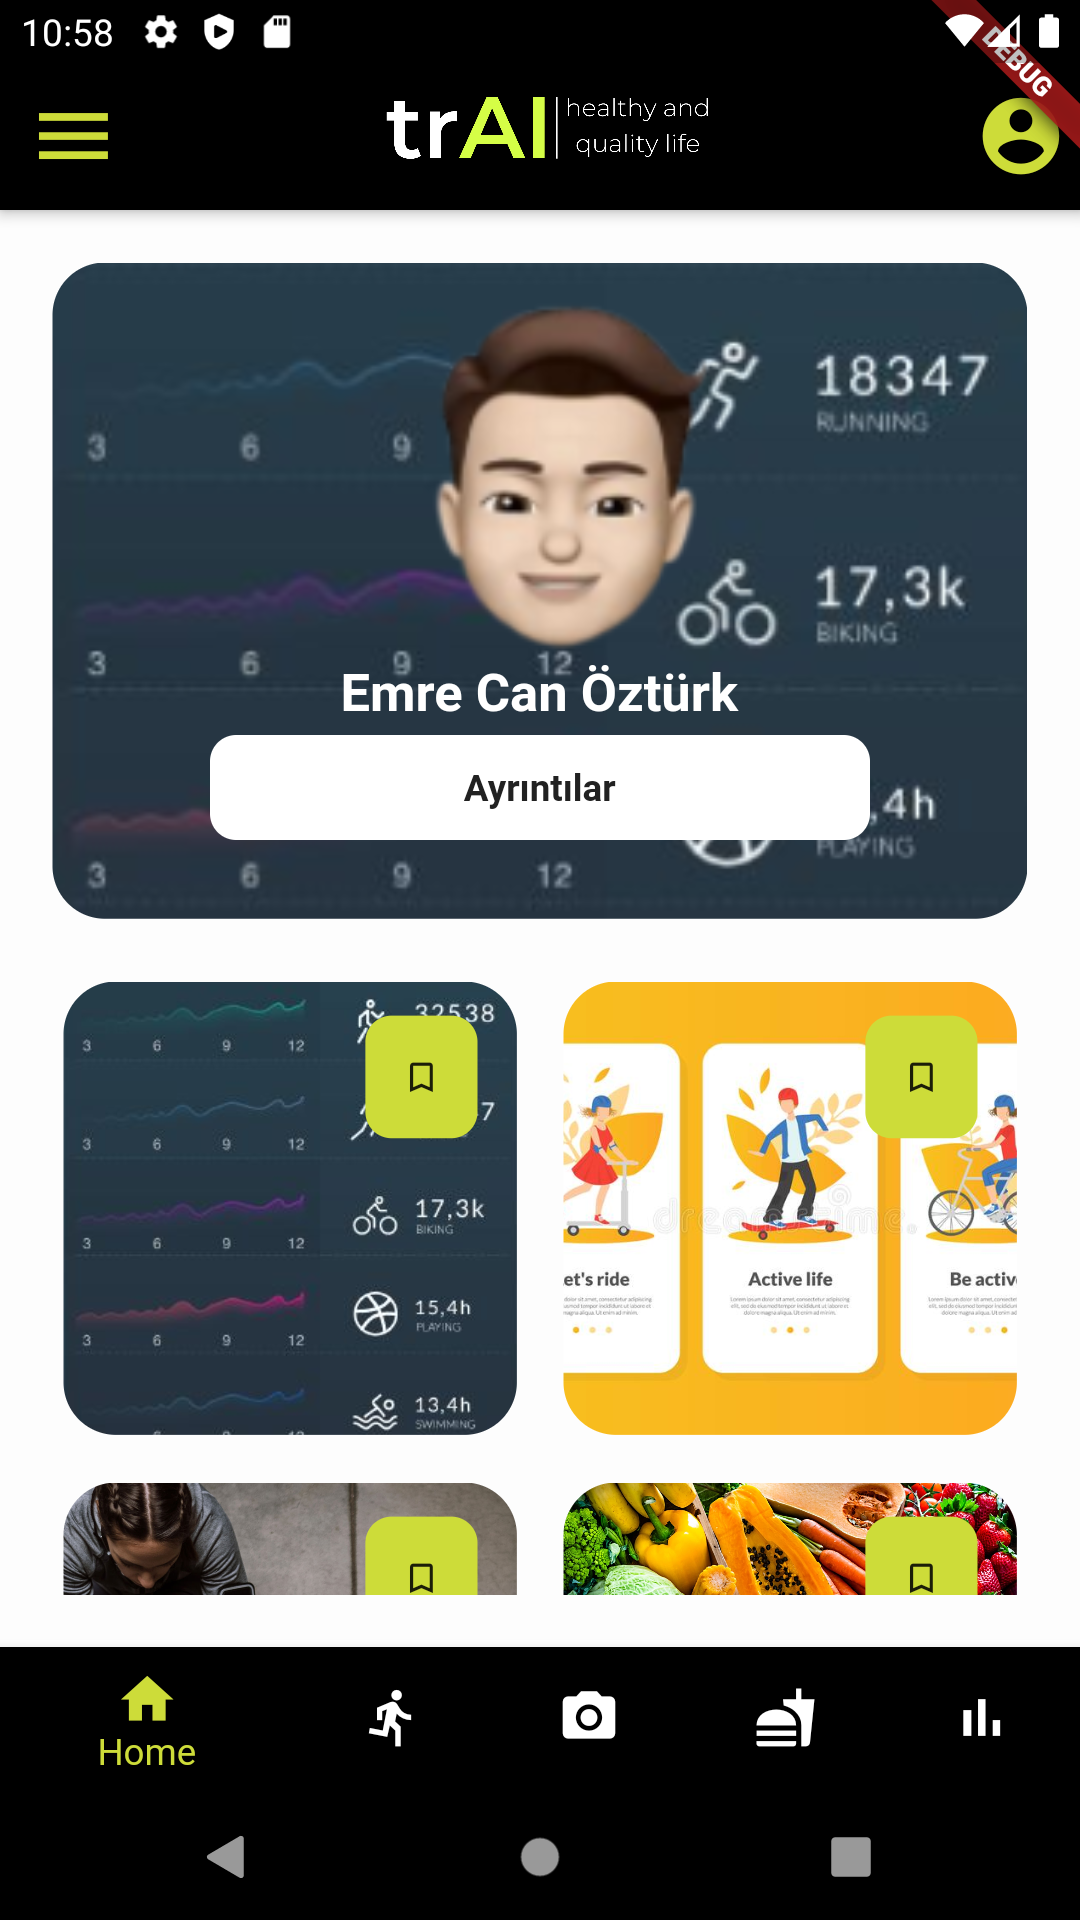 10:58
DEBUG
trAI healthy and
quality life
18347
RUNNING
3 6 9
17,3k
BIKING
3 6 9 12
Emre Can Öztürk
Ayrıntılar
,4h
PLAYING
3 6 9 12
32538
3 6 9 12
7
3 6 9 12
17,3k
BIKING
3 6 9 12
15,4h
PLAYING
3 6 9 12
13,4h
SWIMMING
dreamstime.
et's ride
Active life
Be activ
Home